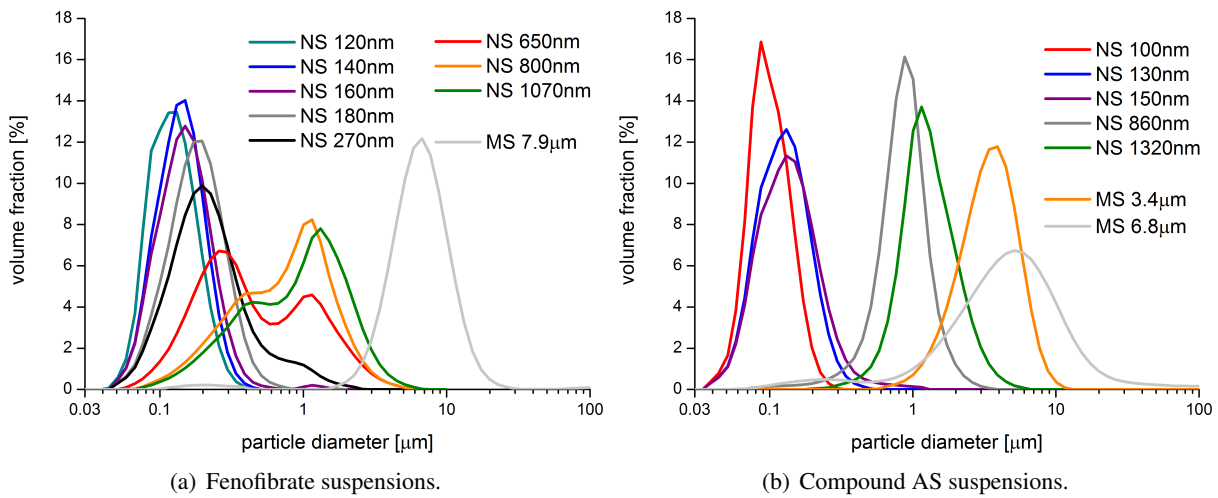 18
16
14
12
10
8
6
4
2
0
volume fraction [%]
NS 120nm
NS 140nm
NS 160nm
NS 180nm
NS 270nm
NS 650nm
NS 800nm
NS 1070nm
MS 7.9μm
0.03 0.1 1 10 100
particle diameter [μm]
(a) Fenofibrate suspensions.
18
16
14
12
10
8
6
4
2
0
volume fraction [%]
NS 100nm
NS 130nm
NS 150nm
NS 860nm
NS 1320nm
MS 3.4μm
MS 6.8μm
0.03 0.1 1 10 100
particle diameter [μm]
(b) Compound AS suspensions.